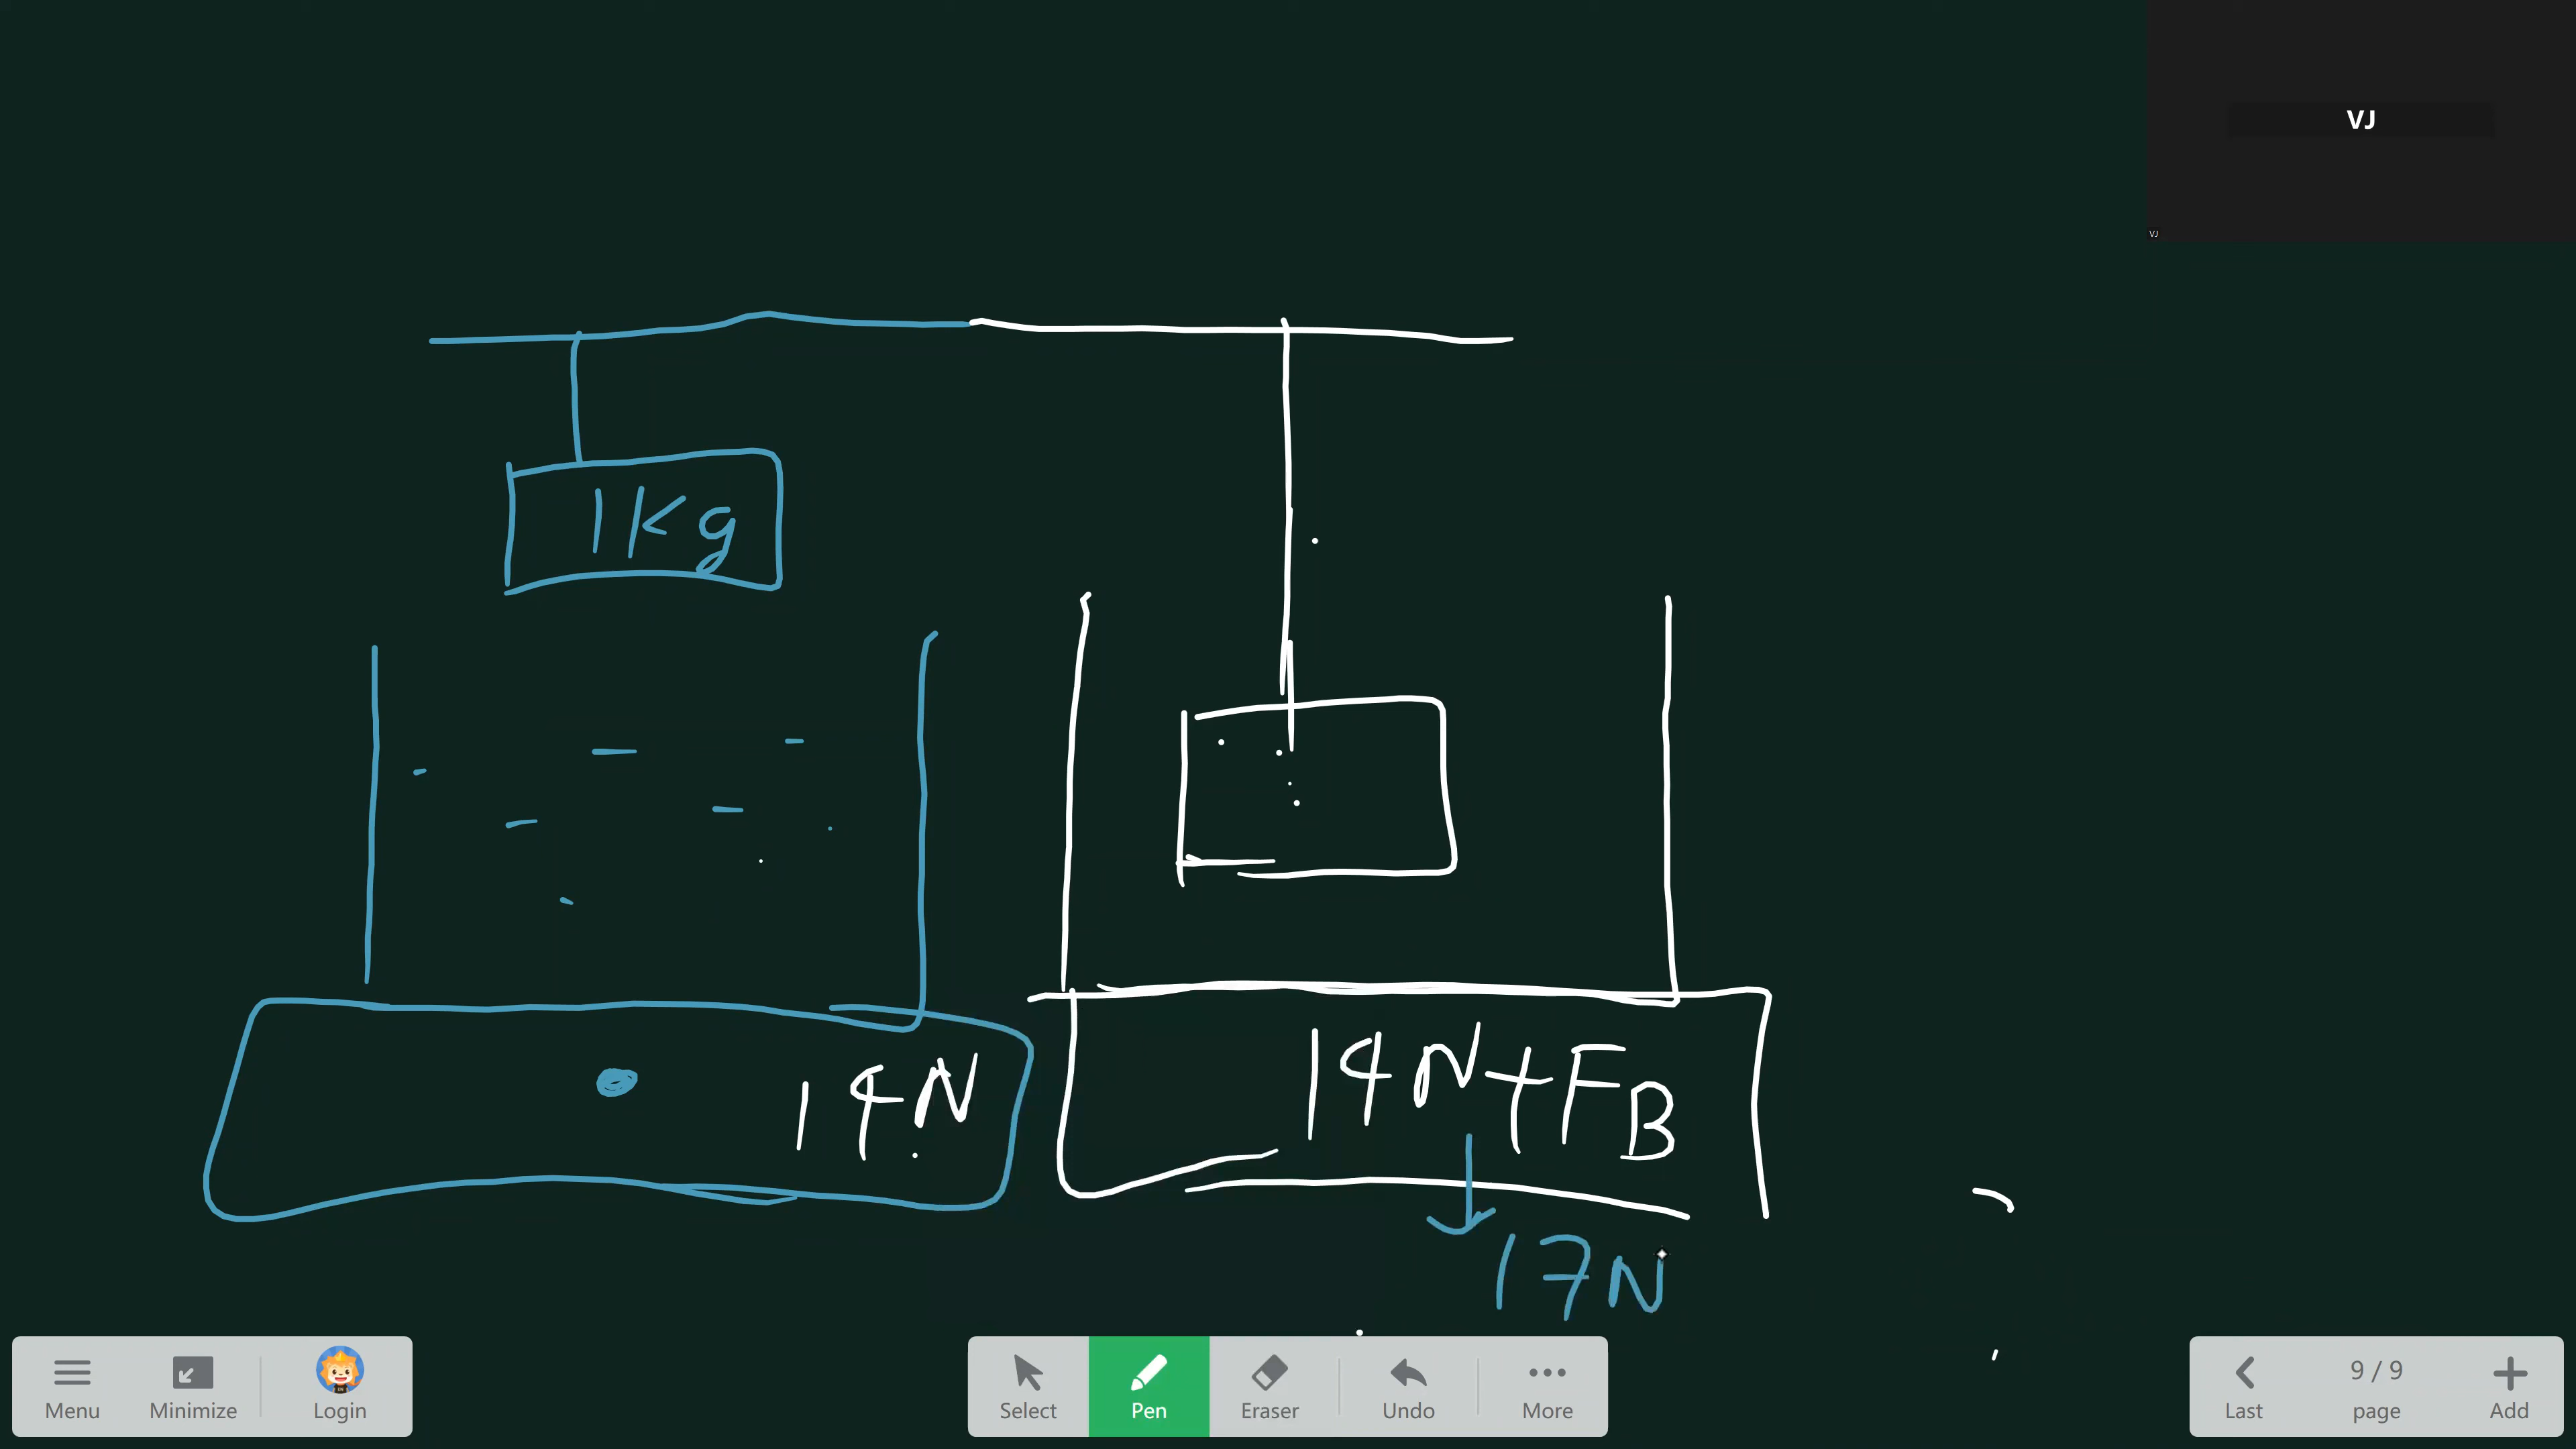 VJ
VJ
1Kg
14N
14N+FB
17N
Menu
Minimize
Login
Select
Pen
Eraser
Undo
More
Last
9 / 9
page
Add